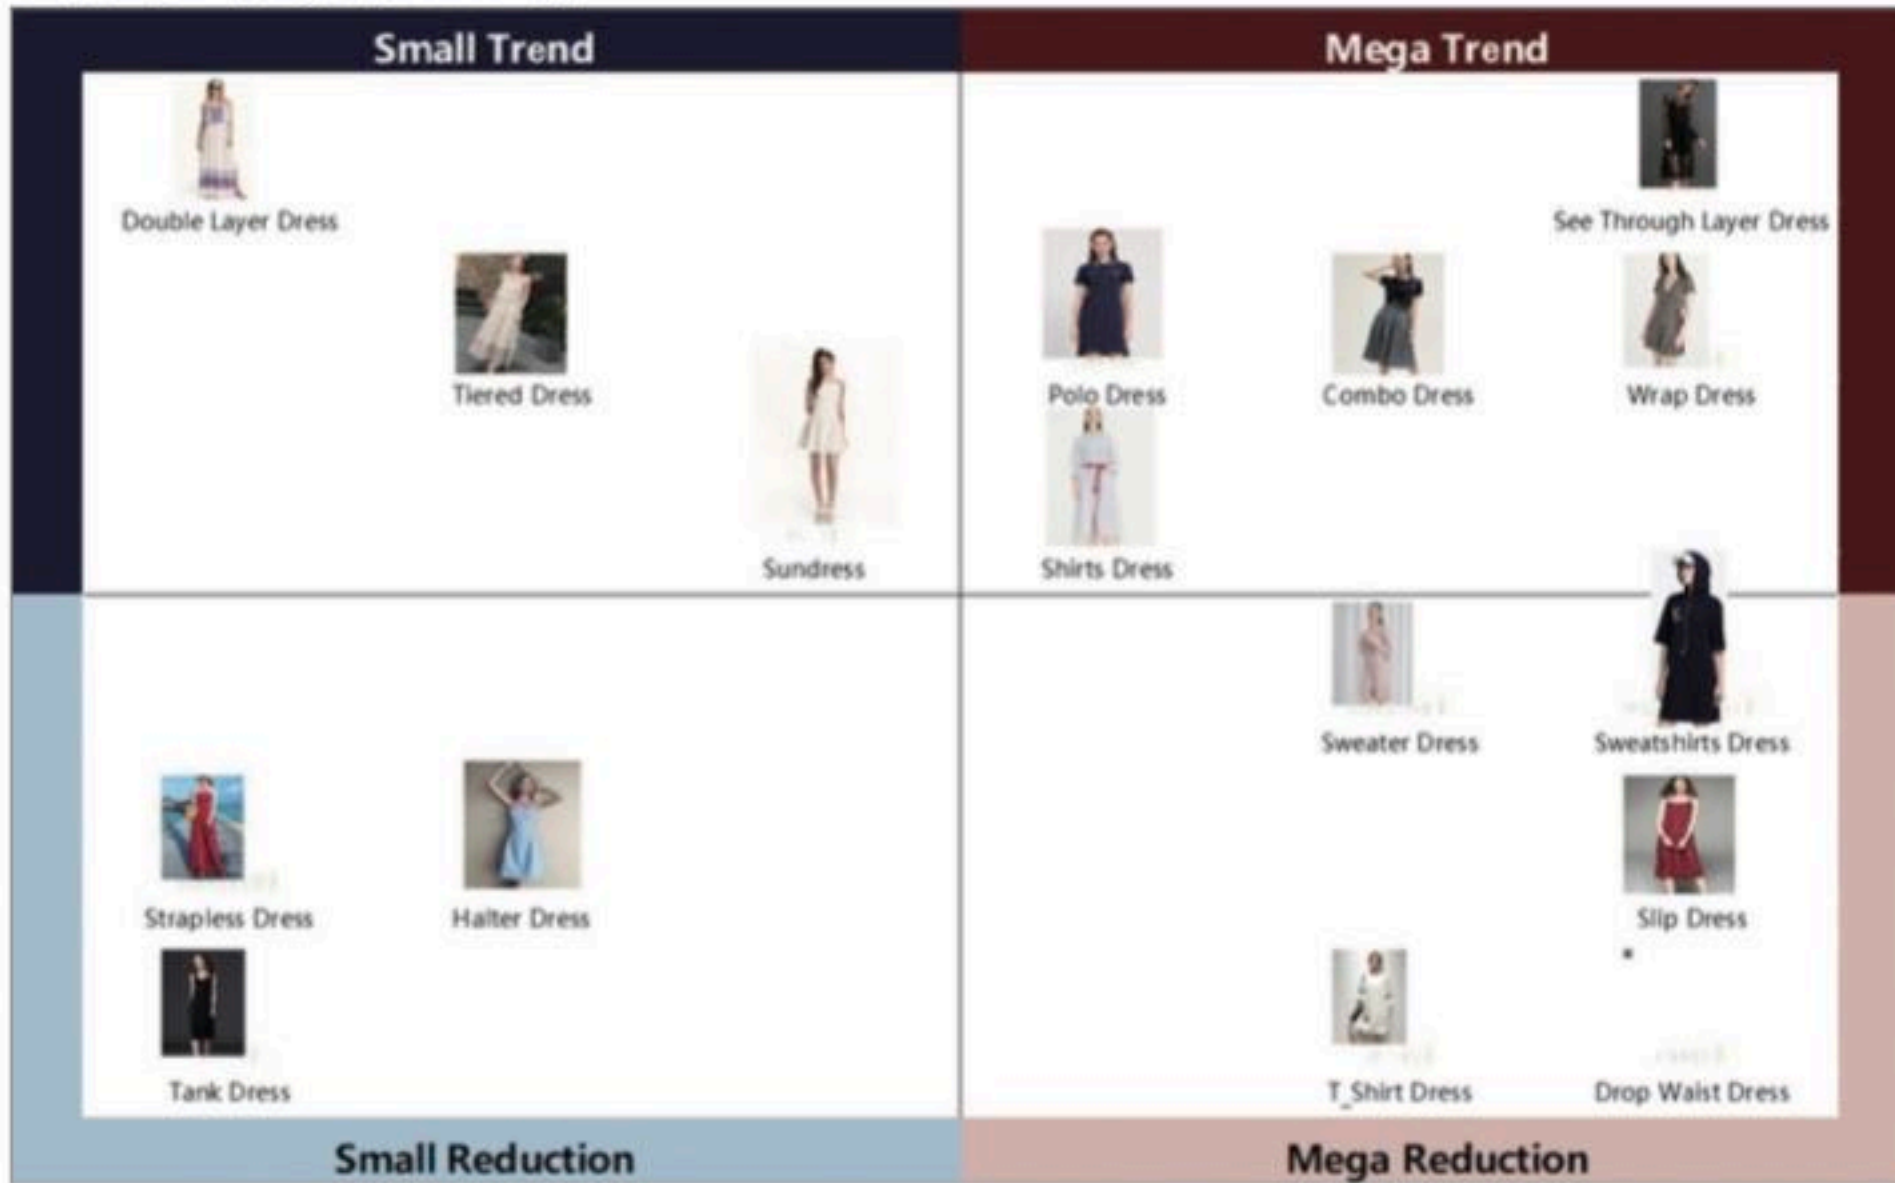 Small Trend
Mega Trend
Double Layer Dress
See Through Layer Dress
Tiered Dress
Polo Dress
Combo Dress
Wrap Dress
Sundress
Shirts Dress
Sweater Dress
Sweatshirts Dress
Strapless Dress
Halter Dress
Slip Dress
Tank Dress
T_Shirt Dress
Drop Waist Dress
Small Reduction
Mega Reduction